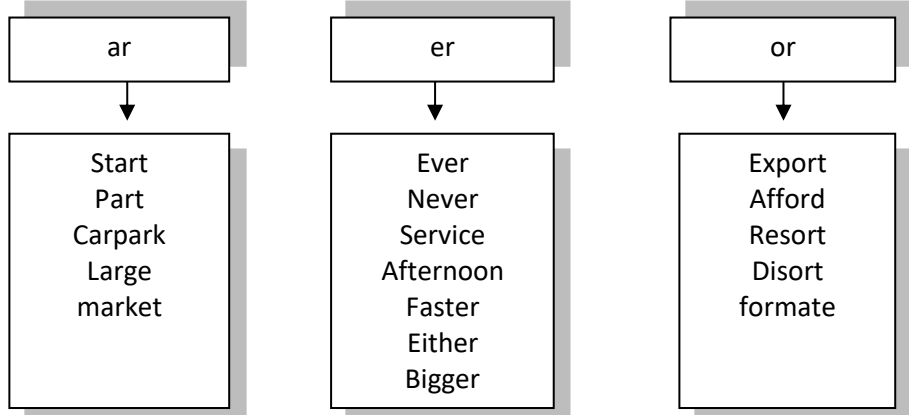 ar
er
or
Start
Part
Carpark
Large
market
Ever
Never
Service
Afternoon
Faster
Either
Bigger
Export
Afford
Resort
Disort
formate